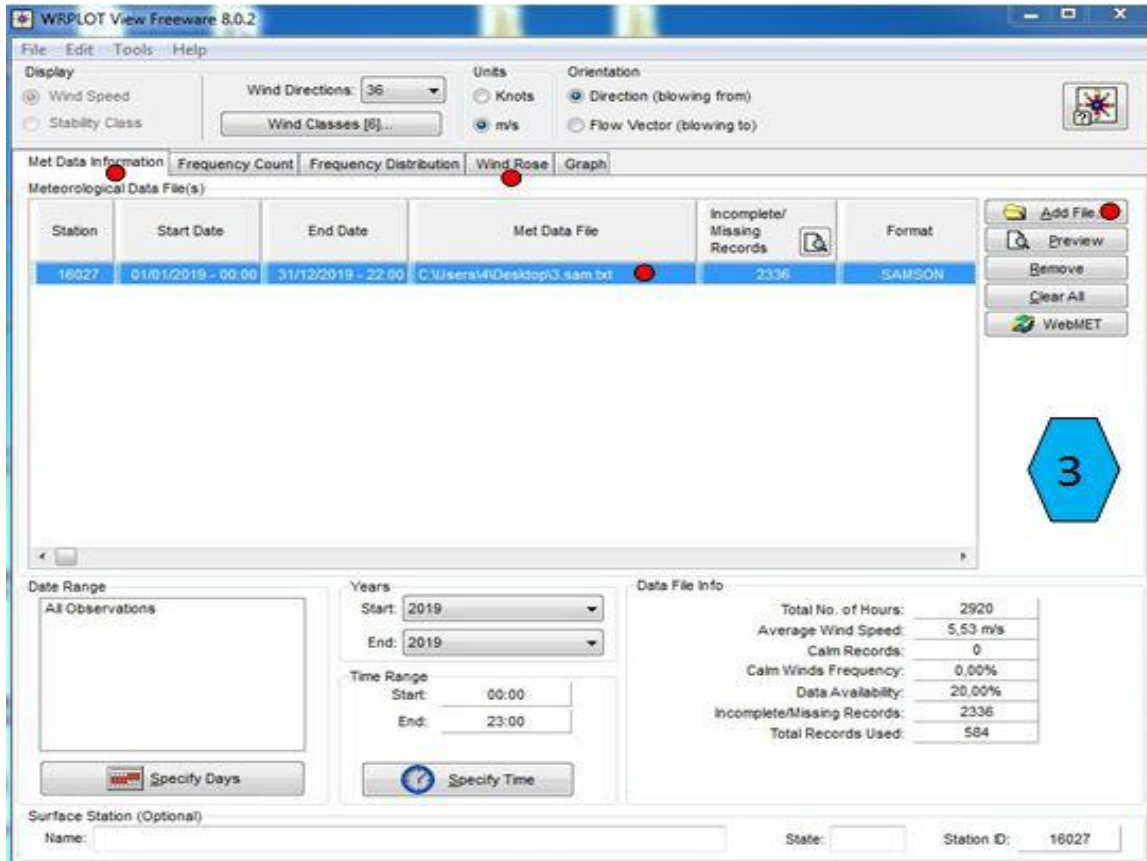 WRPLOT View Freeware 8.0.2
File Edit Tools Help
Display
Wind Speed
Stability Class
Wind Directions: 36
Wind Classes [6]...
Units
Knots
m/s
Orientation
Direction (blowing from)
Flow Vector (blowing to)
Met Data Information Frequency Count Frequency Distribution Wind Rose Graph
Meteorological Data File(s)
Station Start Date End Date Met Data File Incomplete/ Missing Records Format
16027 01/01/2019 - 00:00 31/12/2019 - 22:00 C:\Users\4\Desktop\3.sam.txt 2336 SAMSON
Add File...
Preview
Remove
Clear All
WebMET
3
Date Range
All Observations
Specify Days
Years
Start: 2019
End: 2019
Time Range
Start: 00:00
End: 23:00
Specify Time
Data File Info
Total No. of Hours: 2920
Average Wind Speed: 5,53 m/s
Calm Records: 0
Calm Winds Frequency: 0,00%
Data Availability: 20,00%
Incomplete/Missing Records: 2336
Total Records Used: 584
Surface Station (Optional)
Name: State: Station ID: 16027